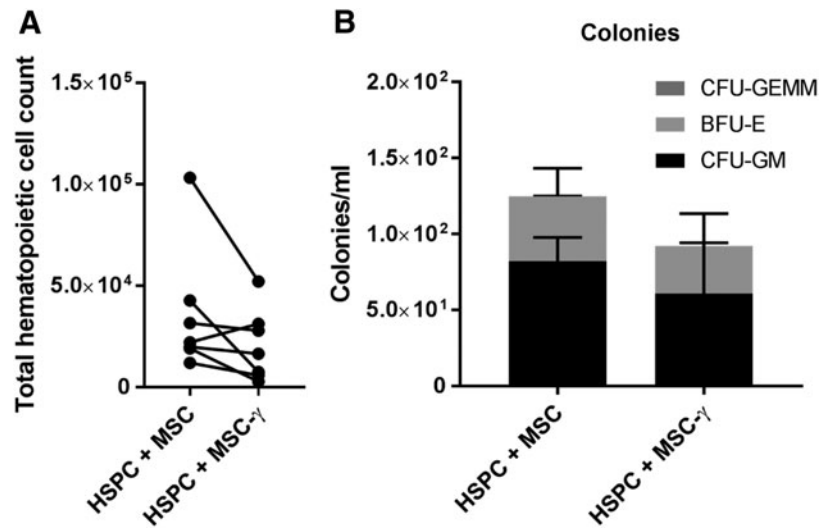 A
Total hematopoietic cell count
1.5×10⁵
1.0×10⁵
5.0×10⁴
0
HSPC + MSC
HSPC + MSC-γ
B
Colonies
Colonies/ml
2.0×10²
1.5×10²
1.0×10²
5.0×10¹
0
CFU-GEMM
BFU-E
CFU-GM
HSPC + MSC
HSPC + MSC-γ